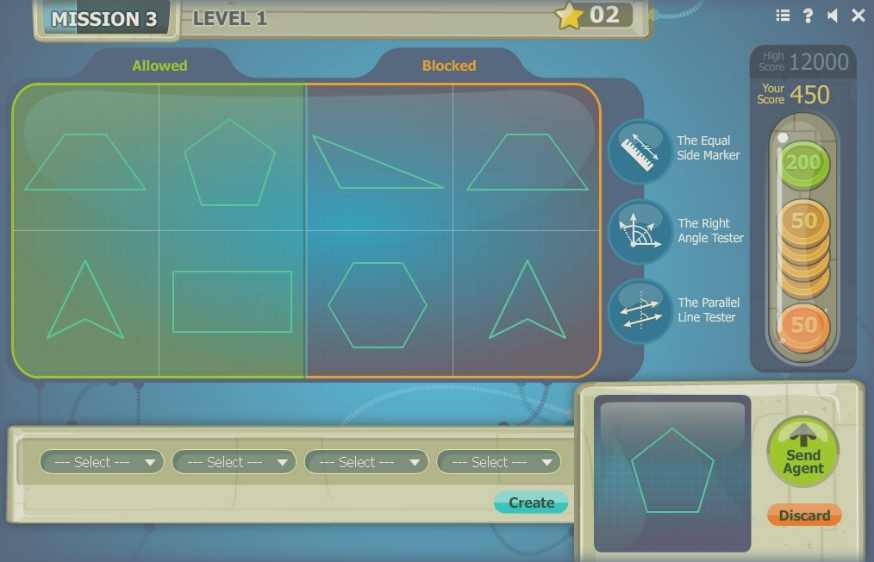 MISSION 3
LEVEL 1
02
?
Allowed
Blocked
High
Score 12000
Your
Score 450
The Equal
Side Marker
The Right
Angle Tester
The Parallel
Line Tester
200
50
50
--- Select --- --- Select --- --- Select --- --- Select ---
Create
Send
Agent
Discard